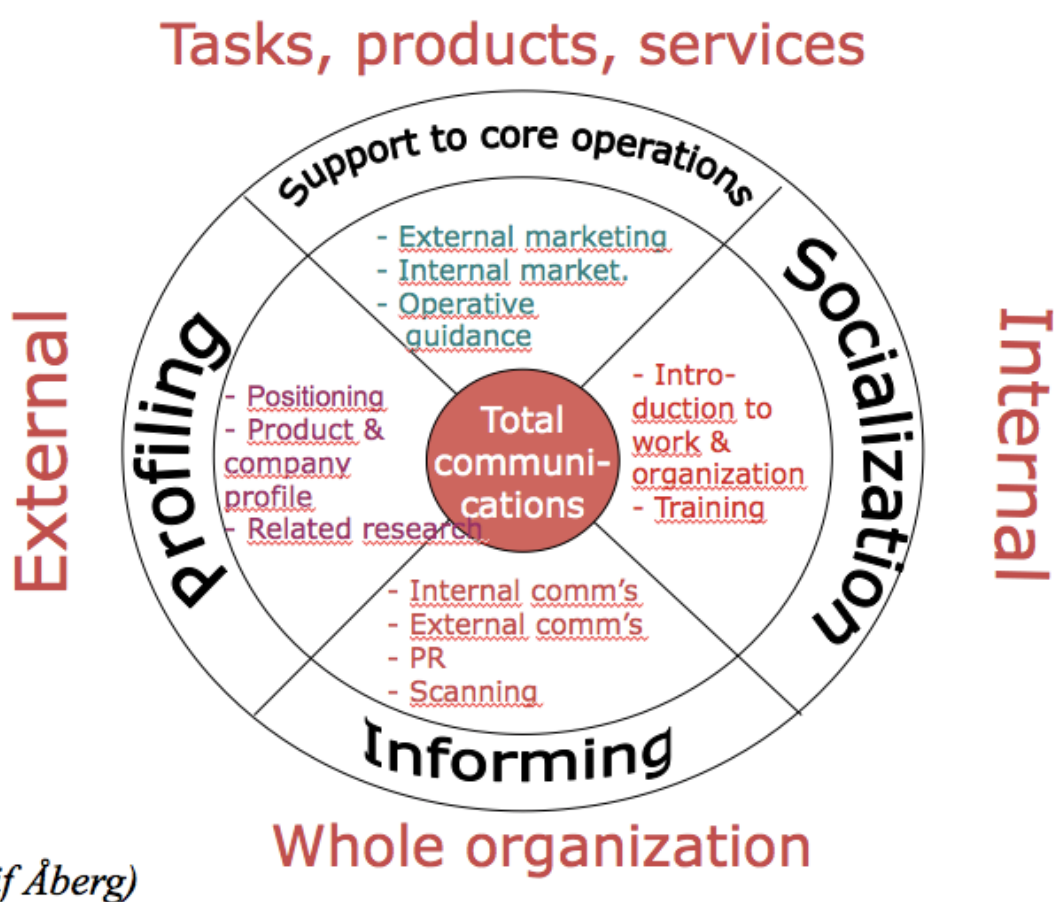 Tasks, products, services
Support to core operations
- External marketing
- Internal market.
- Operative
guidance
External
Profiling
- Positioning
- Product &
company
profile
- Related research
Total
communi-
cations
- Intro-
duction to
work &
organization
- Training
Socialization
Internal
- Internal comm's
- External comm's
- PR
- Scanning
Informing
Whole organization
Åberg)